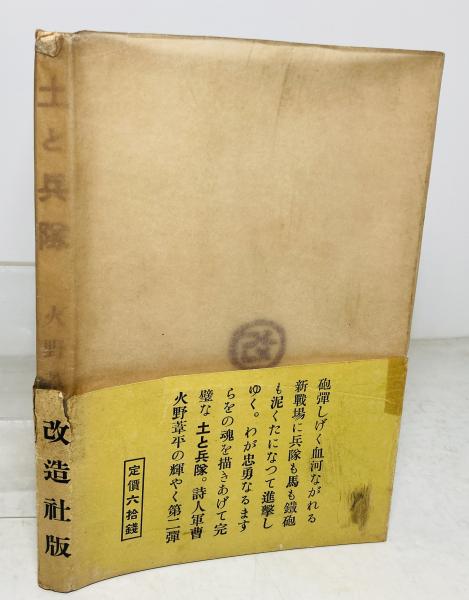 土と兵隊
火野
改造社版
改
砲彈しげく血河ながれる
新戰場に兵隊も馬も鐵砲
も泥くたになつて進擊し
ゆく。わが忠勇なるます
らをの魂を描きあげて完
璧な 土と兵隊。詩人軍曹
火野葦平の輝やく第二彈
定價六拾錢